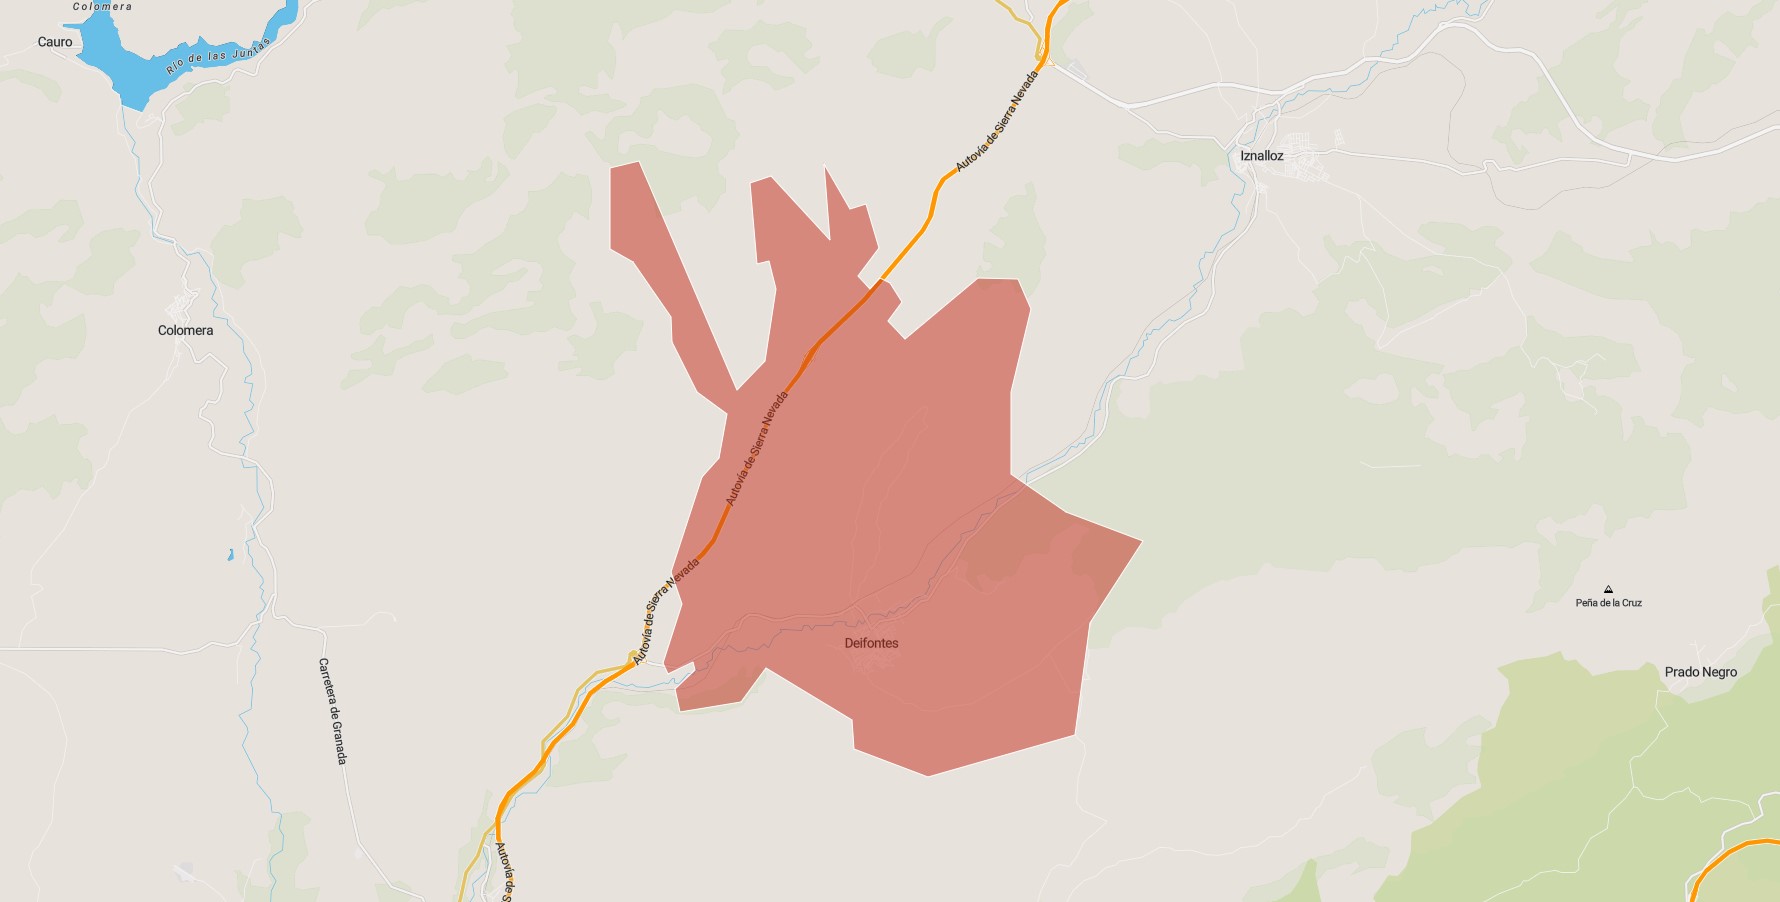 Colomera
Cauro
Río de las Juntas
Autovía de Sierra Nevada
Iznalloz
Colomera
Autovía de Sierra Nevada
Autovía de Sierra Nevada
Peña de la Cruz
Deifontes
Prado Negro
Carretera de Granada
Autovía de S